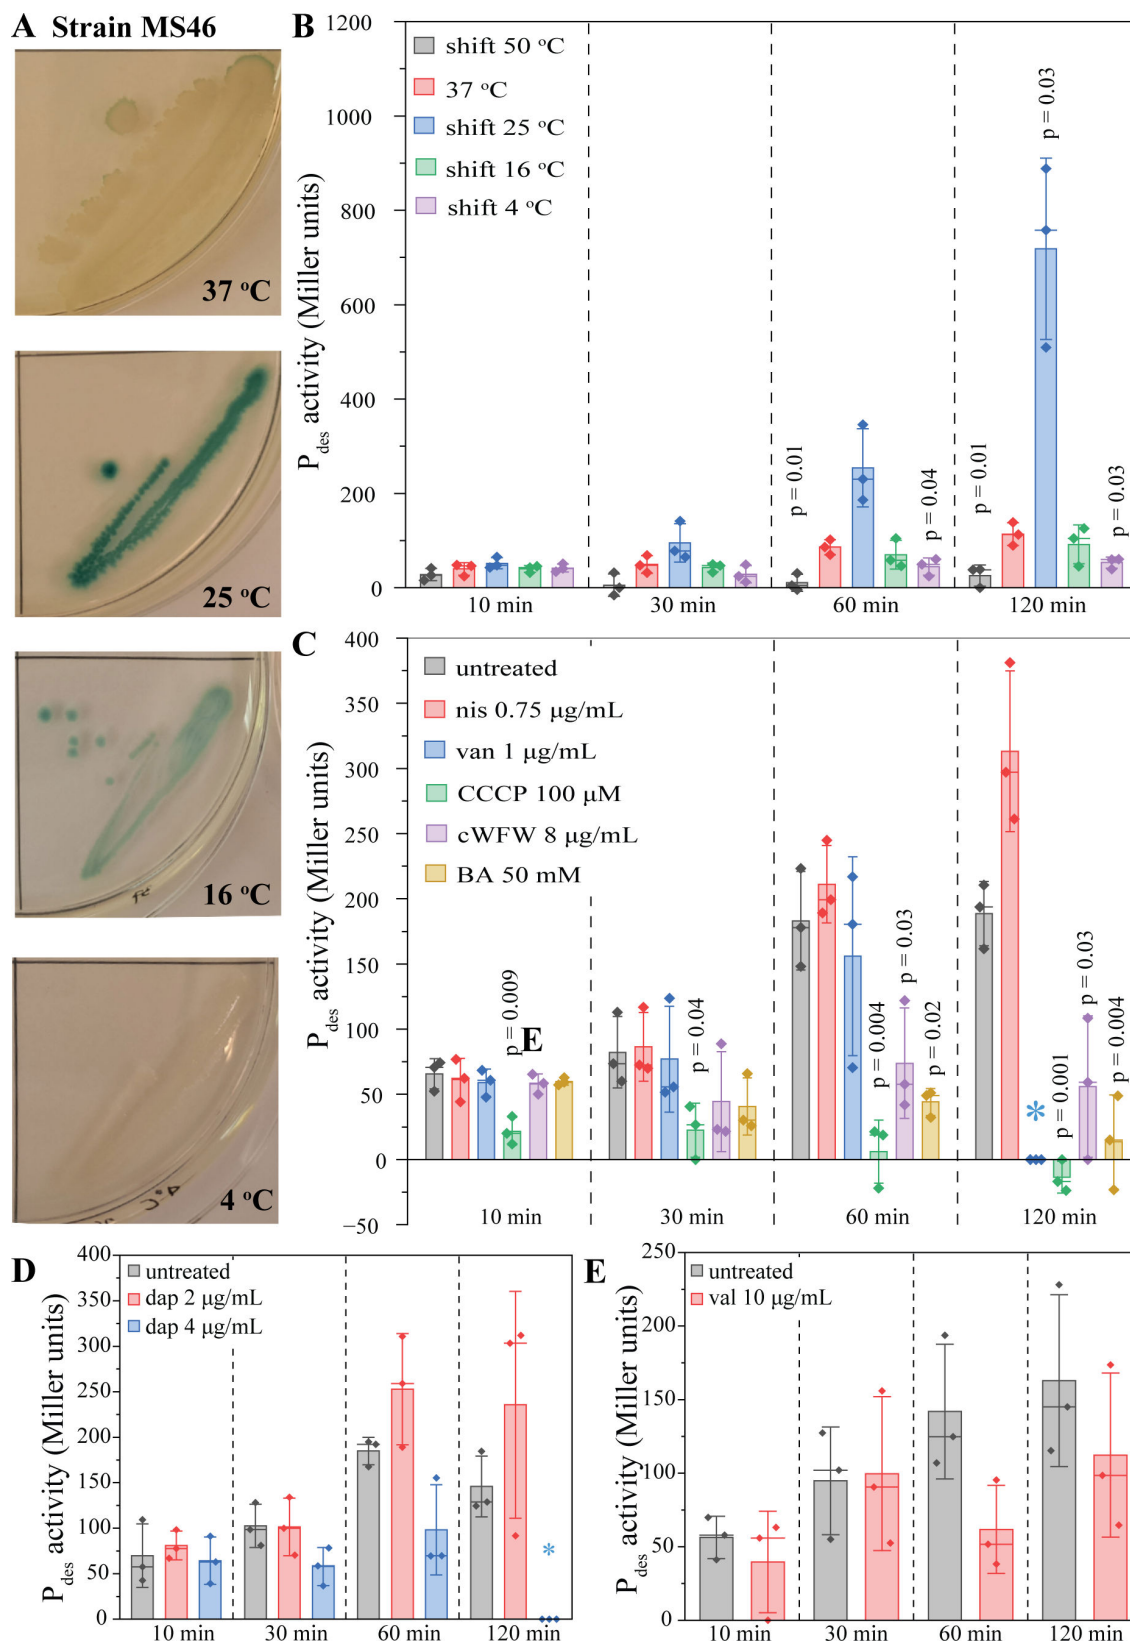 A Strain MS46
37 °C
25 °C
16 °C
4 °C
B
P_des activity (Miller units)
1200
1000
800
600
400
200
0
shift 50 °C
37 °C
shift 25 °C
shift 16 °C
shift 4 °C
p = 0.01
p = 0.04
p = 0.01
p = 0.03
p = 0.03
10 min 30 min 60 min 120 min
C
P_des activity (Miller units)
400
350
300
250
200
150
100
50
0
−50
untreated
nis 0.75 μg/mL
van 1 μg/mL
CCCP 100 μM
cWFW 8 μg/mL
BA 50 mM
p = 0.009
E
p = 0.04
p = 0.004
p = 0.03
p = 0.02
*
p = 0.001
p = 0.03
p = 0.004
10 min 30 min 60 min 120 min
D
P_des activity (Miller units)
400
350
300
250
200
150
100
50
0
untreated
dap 2 μg/mL
dap 4 μg/mL
*
10 min 30 min 60 min 120 min
E
P_des activity (Miller units)
250
200
150
100
50
0
untreated
val 10 μg/mL
10 min 30 min 60 min 120 min